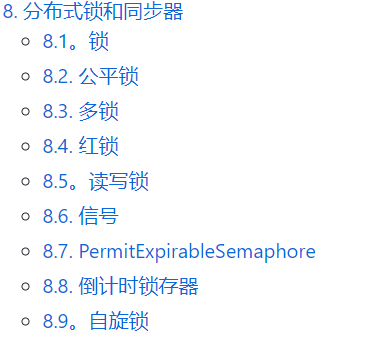 8. 分布式锁和同步器
8.1。锁
8.2. 公平锁
8.3. 多锁
8.4. 红锁
8.5。读写锁
8.6. 信号
8.7. PermitExpirableSemaphore
8.8. 倒计时锁存器
8.9。自旋锁